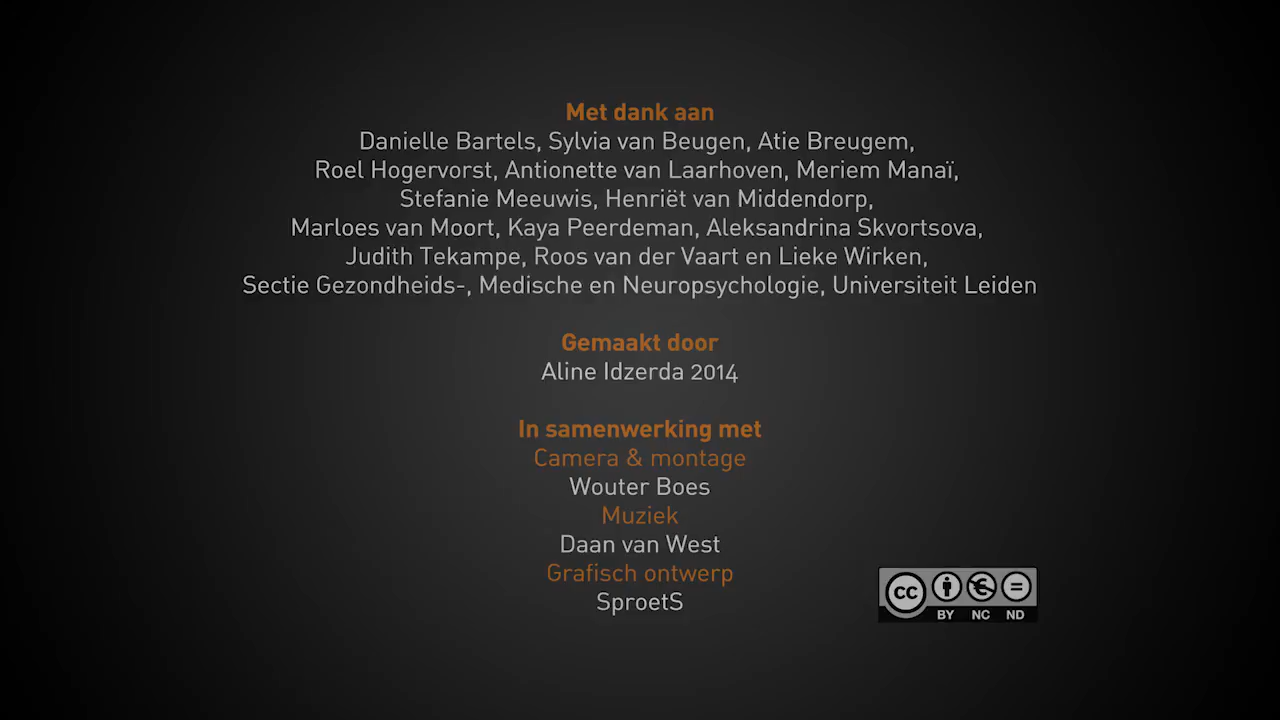 Met dank aan
Danielle Bartels, Sylvia van Beugen, Atie Breugem,
Roel Hogervorst, Antionette van Laarhoven, Meriem Manaï,
Stefanie Meeuwis, Henriët van Middendorp,
Marloes van Moort, Kaya Peerdeman, Aleksandrina Skvortsova,
Judith Tekampe, Roos van der Vaart en Lieke Wirken,
Sectie Gezondheids-, Medische en Neuropsychologie, Universiteit Leiden
Gemaakt door
Aline Idzerda 2014
In samenwerking met
Camera & montage
Wouter Boes
Muziek
Daan van West
Grafisch ontwerp
SproetS
cc
BY NC ND